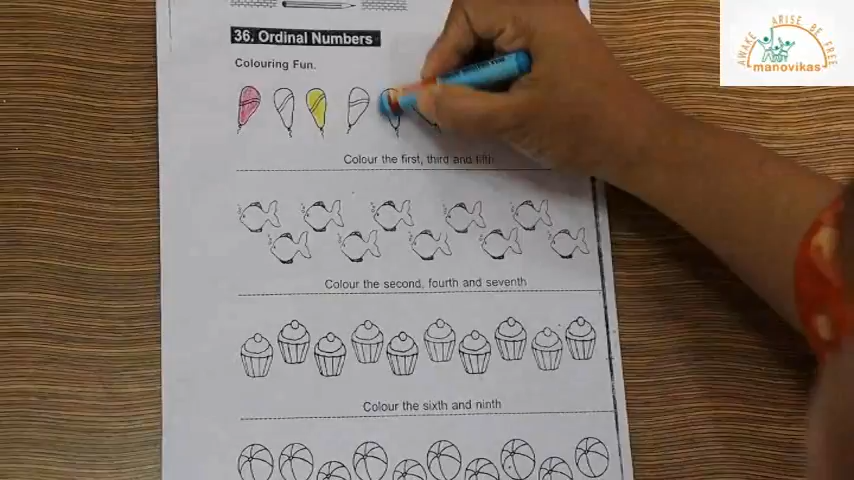 AWAKE ARISE BE FREE
manovikas
36. Ordinal Numbers
Colouring Fun.
Colour the first, third and fifth
Colour the second, fourth and seventh
Colour the sixth and ninth